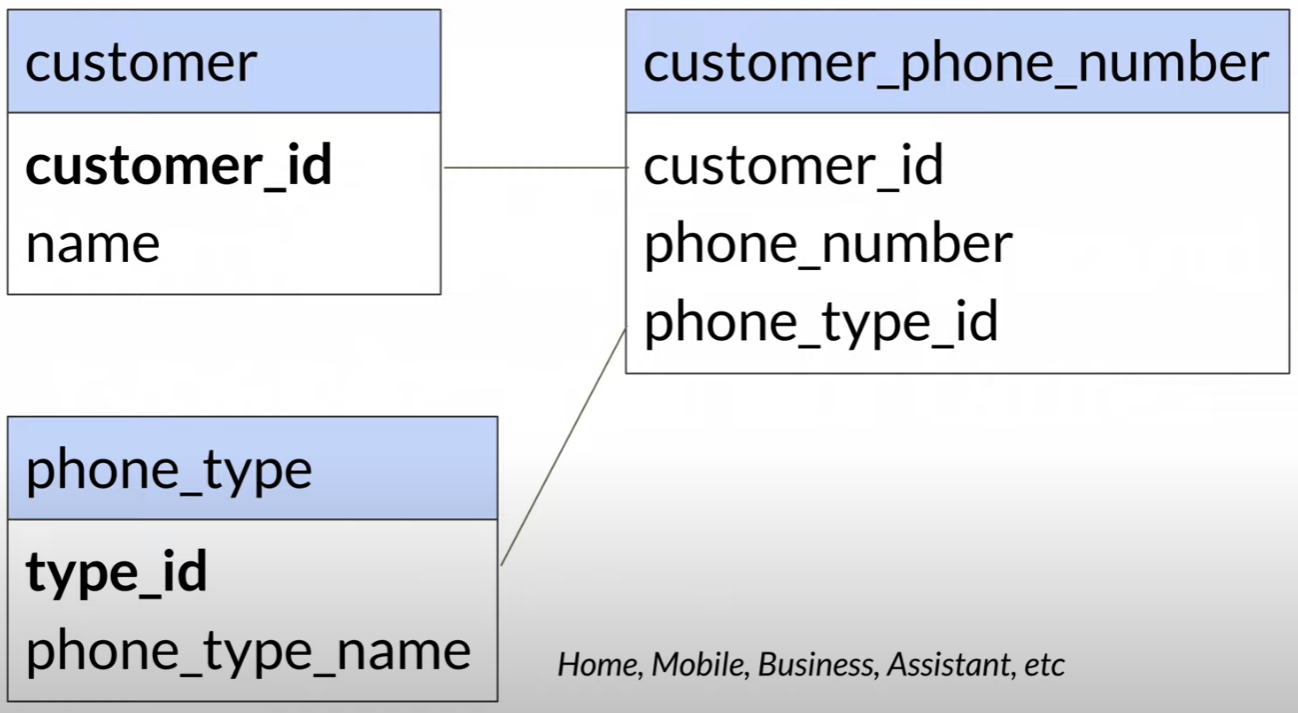 customer
customer_id
name
customer_phone_number
customer_id
phone_number
phone_type_id
phone_type
type_id
phone_type_name
Home, Mobile, Business, Assistant, etc